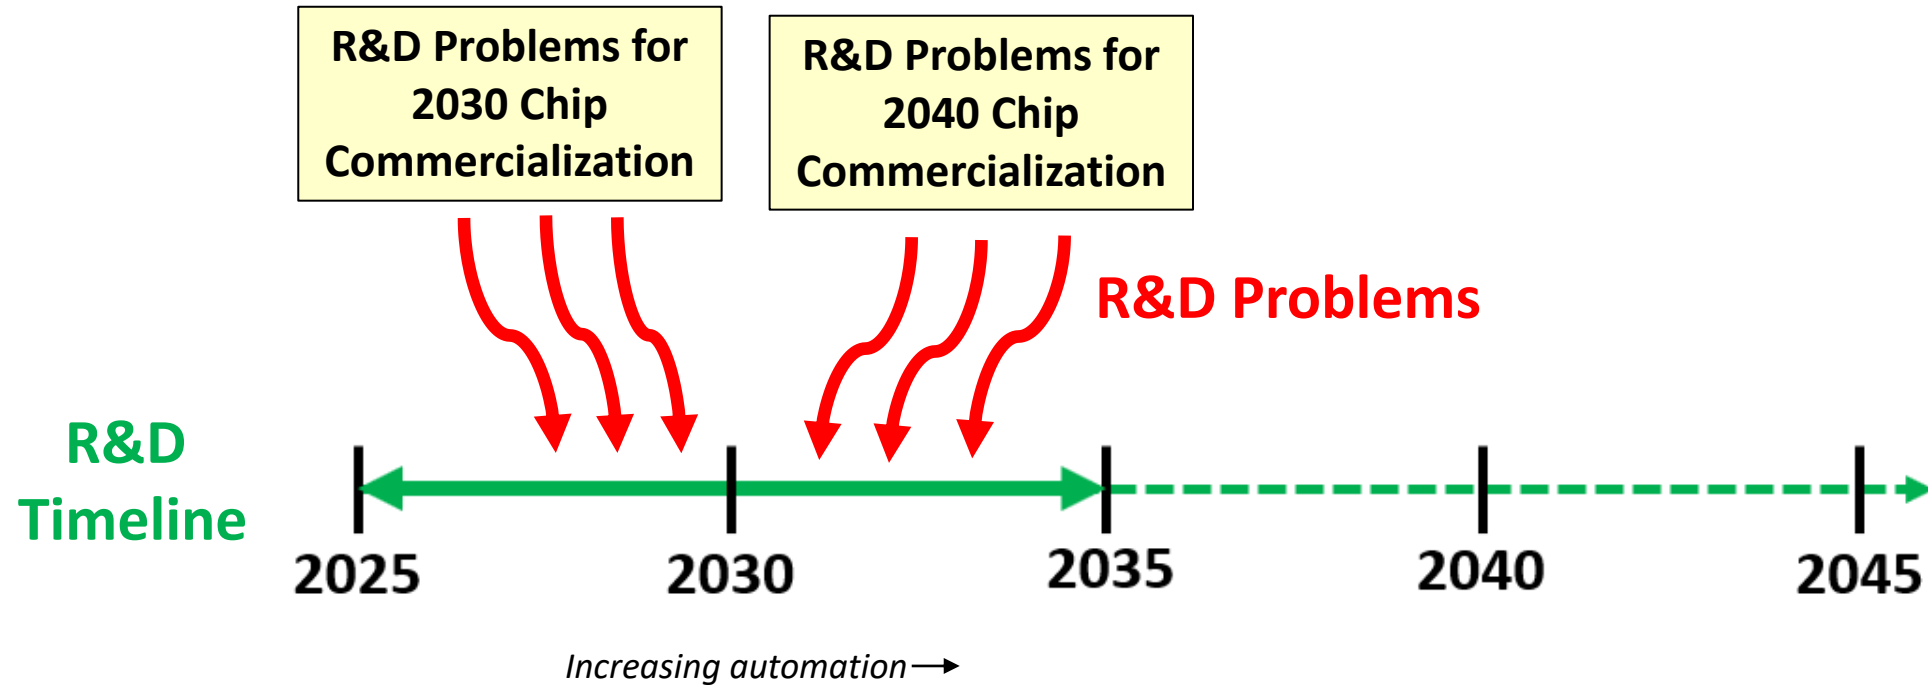 R&D Problems for
2030 Chip
Commercialization
R&D Problems for
2040 Chip
Commercialization
R&D Problems
R&D
Timeline
2025
2030
2035
2040
2045
Increasing automation